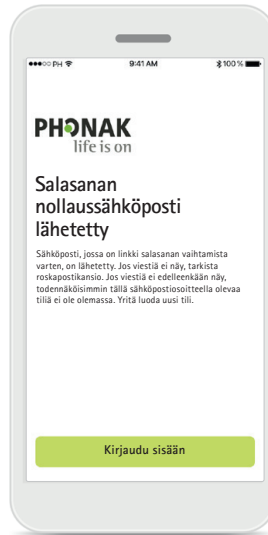 PH 9:41 AM 100 %
PHONAK
life is on
Salasanan
nollaussähköposti
lähetetty
Sähköposti, jossa on linkki salasanan vaihtamista
varten, on lähetetty. Jos viestiä ei näy, tarkista
roskapostikansio. Jos viestiä ei edelleenkään näy,
todennäköisimmin tällä sähköpostiosoitteella olevaa
tiliä ei ole olemassa. Yritä luoda uusi tili.
Kirjaudu sisään